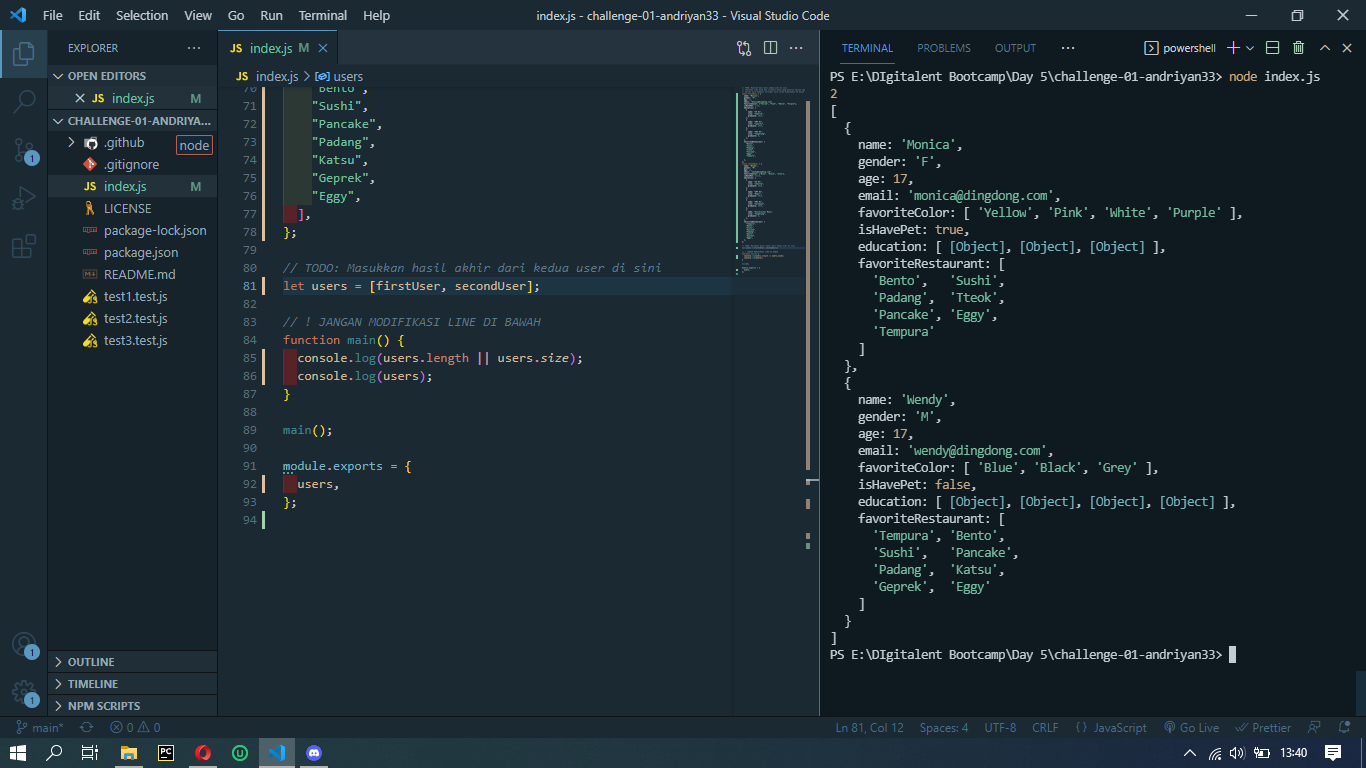 File Edit Selection View Go Run Terminal Help
index.js - challenge-01-andriyan33 - Visual Studio Code
EXPLORER
OPEN EDITORS
JS index.js M
CHALLENGE-01-ANDRIYA...
.github
node
.gitignore
JS index.js M
LICENSE
package-lock.json
package.json
README.md
test1.test.js
test2.test.js
test3.test.js
OUTLINE
TIMELINE
NPM SCRIPTS
1
1
1
JS index.js M
JS index.js > users
70 "Bento",
71 "Sushi",
72 "Pancake",
73 "Padang",
74 "Katsu",
75 "Geprek",
76 "Eggy",
77 ],
78 };
79
80 // TODO: Masukkan hasil akhir dari kedua user di sini
81 let users = [firstUser, secondUser];
82
83 // ! JANGAN MODIFIKASI LINE DI BAWAH
84 function main() {
85 console.log(users.length || users.size);
86 console.log(users);
87 }
88
89 main();
90
91 module.exports = {
92 users,
93 };
94
TERMINAL PROBLEMS OUTPUT ... powershell
PS E:\DIgitalent Bootcamp\Day 5\challenge-01-andriyan33> node index.js
2
[
{
name: 'Monica',
gender: 'F',
age: 17,
email: 'monica@dingdong.com',
favoriteColor: [ 'Yellow', 'Pink', 'White', 'Purple' ],
isHavePet: true,
education: [ [Object], [Object], [Object] ],
favoriteRestaurant: [
'Bento', 'Sushi',
'Padang', 'Tteok',
'Pancake', 'Eggy',
'Tempura'
]
},
{
name: 'Wendy',
gender: 'M',
age: 17,
email: 'wendy@dingdong.com',
favoriteColor: [ 'Blue', 'Black', 'Grey' ],
isHavePet: false,
education: [ [Object], [Object], [Object], [Object] ],
favoriteRestaurant: [
'Tempura', 'Bento',
'Sushi', 'Pancake',
'Padang', 'Katsu',
'Geprek', 'Eggy'
]
}
]
PS E:\DIgitalent Bootcamp\Day 5\challenge-01-andriyan33>
main* 0 0 Ln 81, Col 12 Spaces: 4 UTF-8 CRLF {} JavaScript Go Live Prettier
PC 13:40